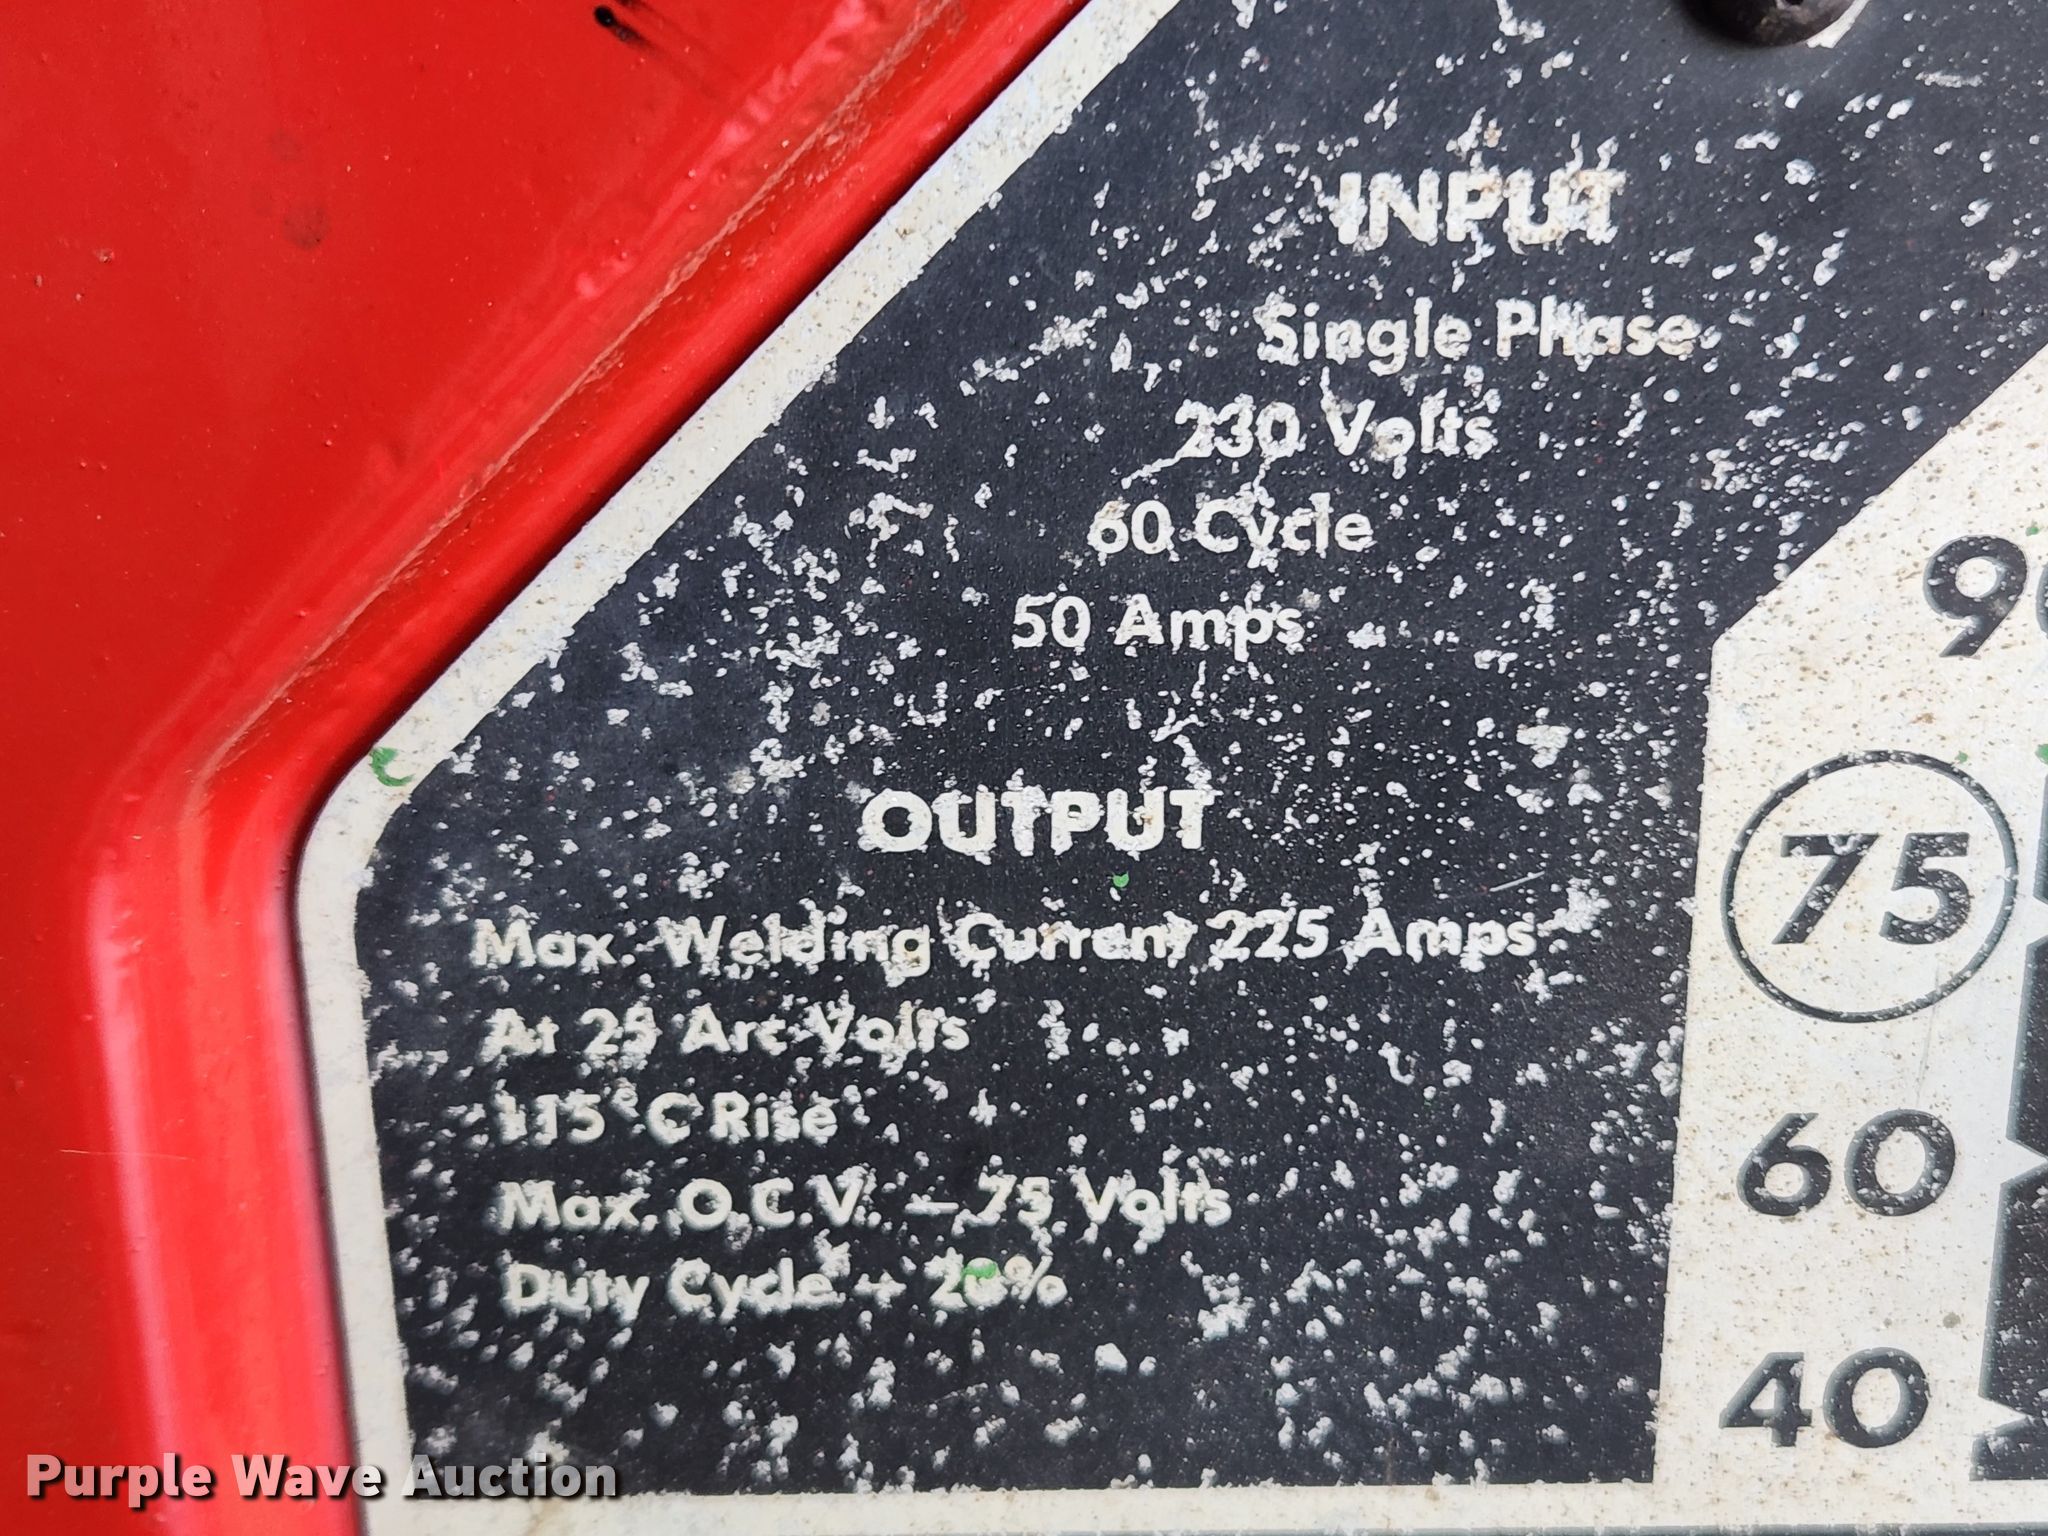 INPUT
Single Phase
230 Volts
60 Cycle
50 Amps
OUTPUT
Max. Welding Current 225 Amps
At 25 Arc Volts
115° C Rise
Max. O.C.V. – 75 Volts
Duty Cycle – 20%
75
60
40
Purple Wave Auction